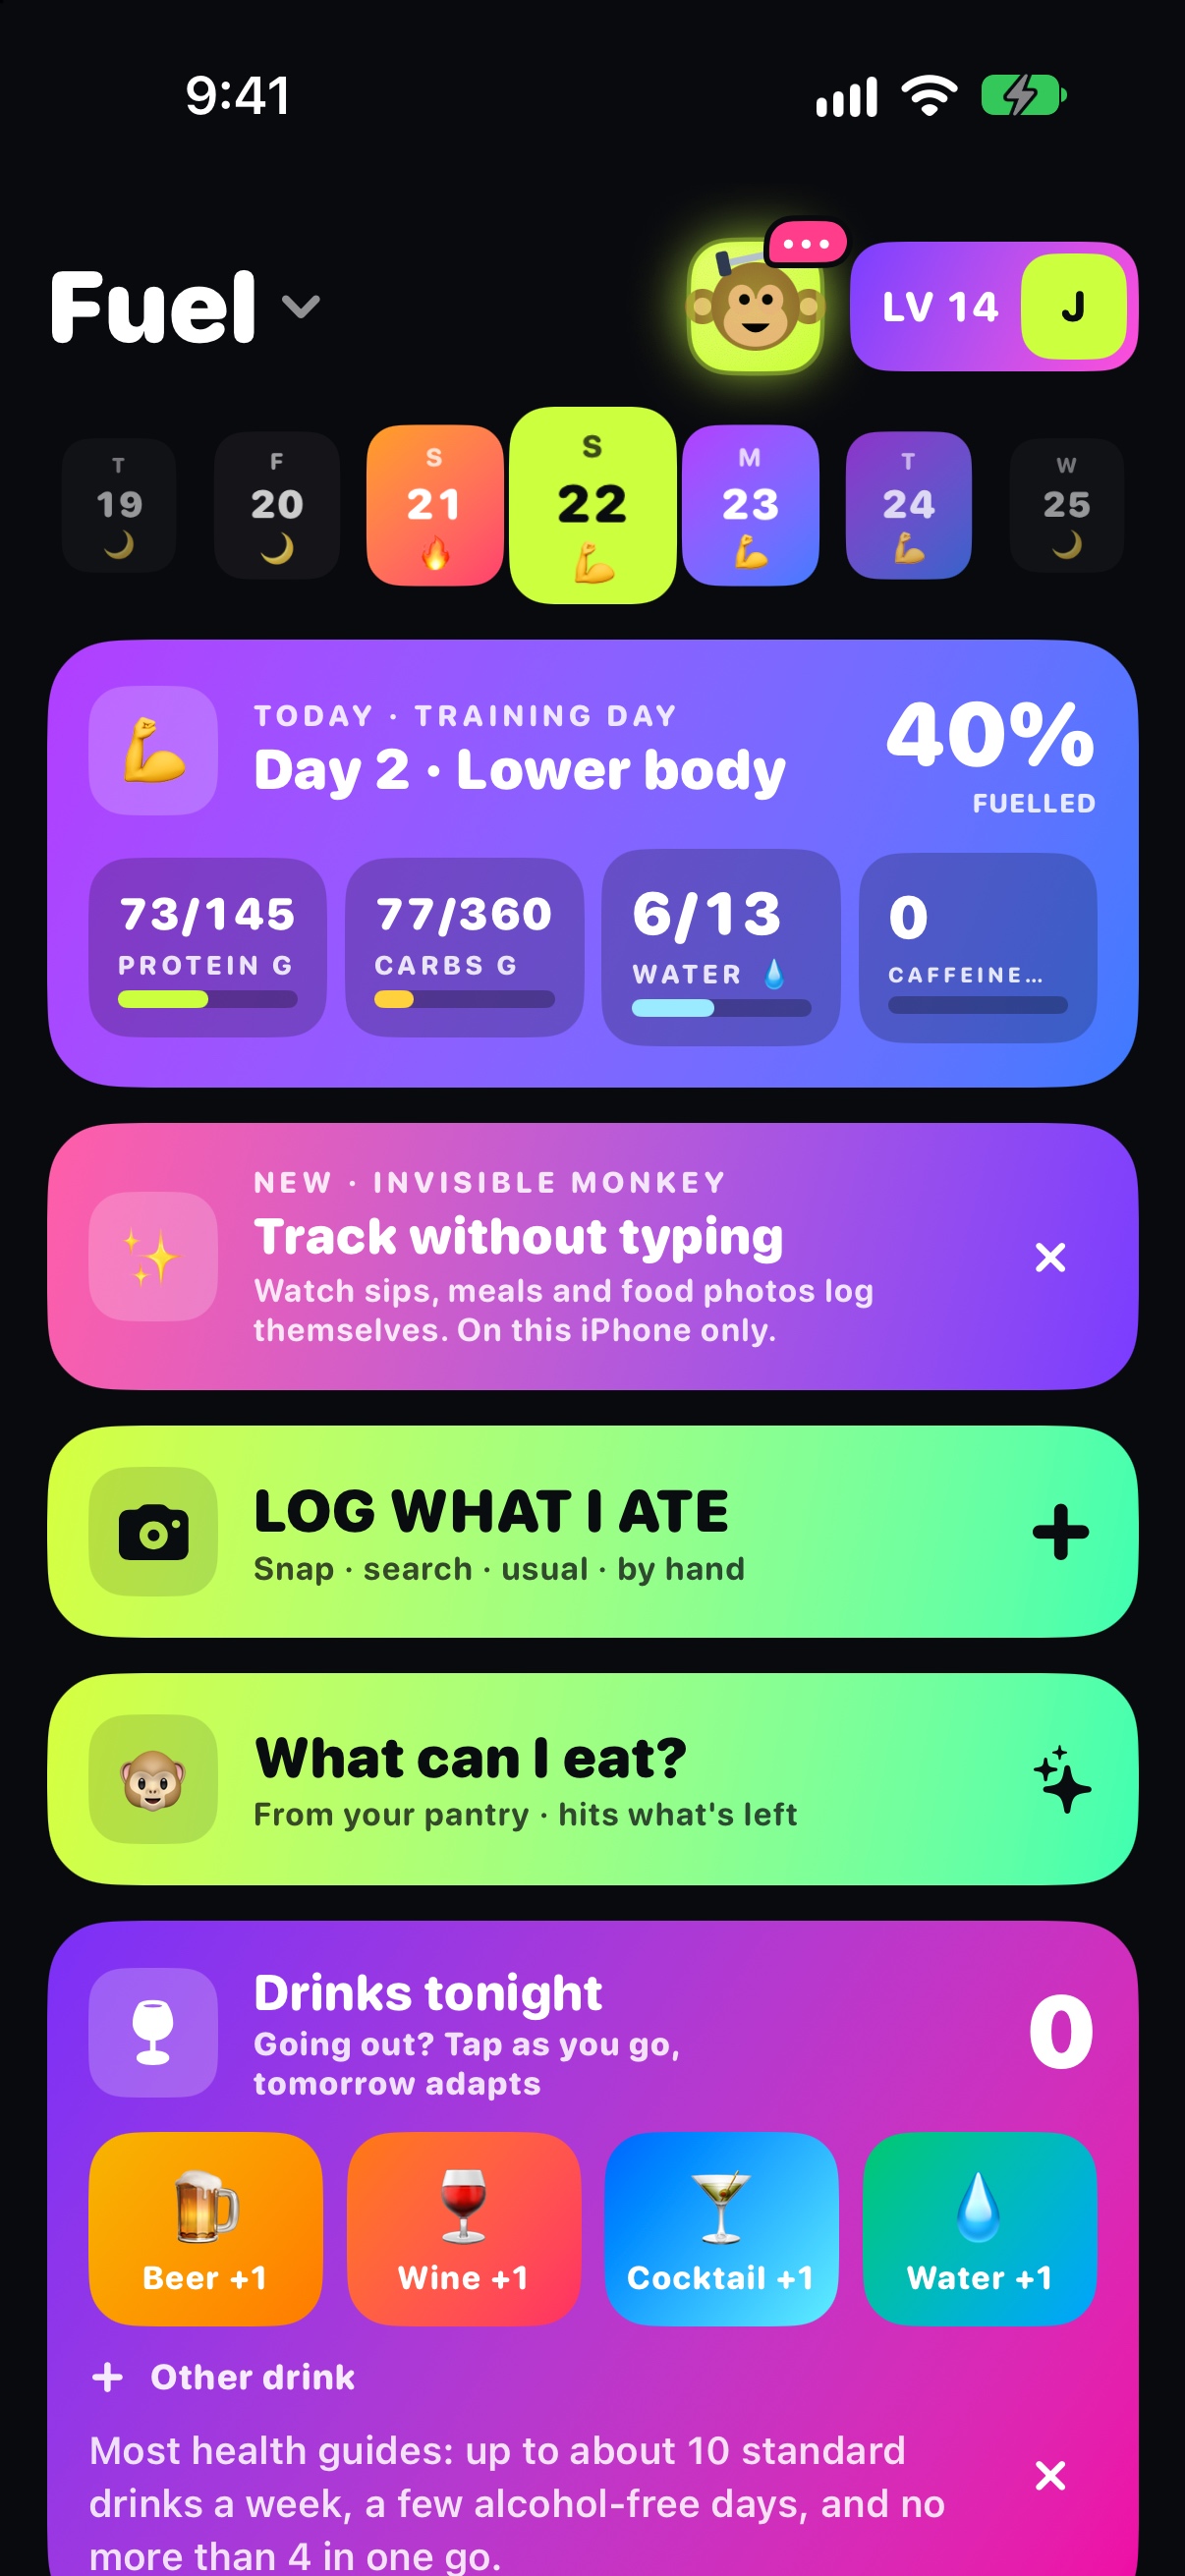 9:41
Fuel
LV 14 J
T
19
F
20
S
21
S
22
M
23
T
24
W
25
TODAY · TRAINING DAY
Day 2 · Lower body
40%
FUELLED
73/145
PROTEIN G
77/360
CARBS G
6/13
WATER
0
CAFFEINE...
NEW · INVISIBLE MONKEY
Track without typing
Watch sips, meals and food photos log
themselves. On this iPhone only.
LOG WHAT I ATE
Snap · search · usual · by hand
What can I eat?
From your pantry · hits what's left
Drinks tonight
Going out? Tap as you go,
tomorrow adapts
0
Beer +1
Wine +1
Cocktail +1
Water +1
+ Other drink
Most health guides: up to about 10 standard
drinks a week, a few alcohol-free days, and no
more than 4 in one go.